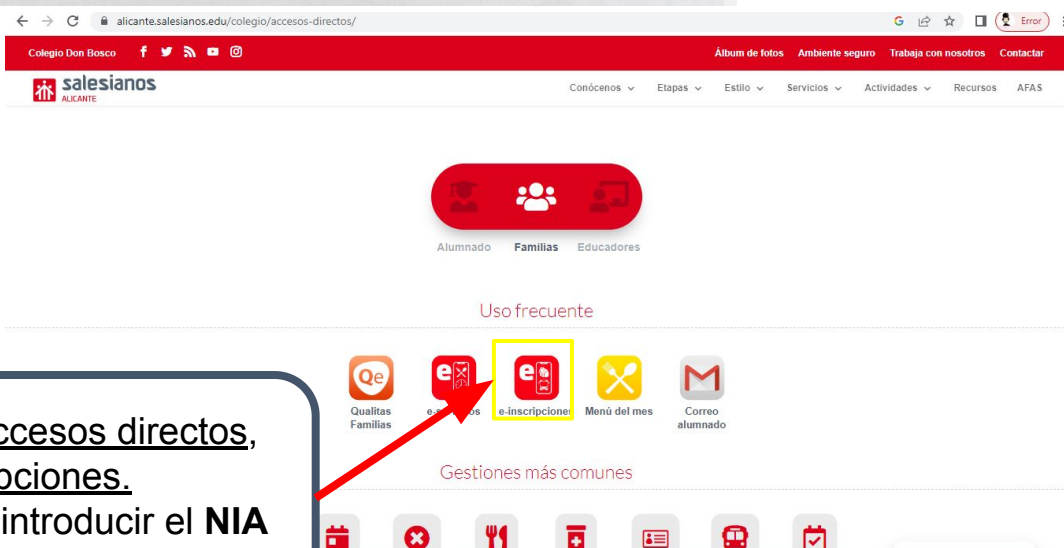 alicante.salesianos.edu/colegio/accesos-directos/
Error
Colegio Don Bosco
Álbum de fotos Ambiente seguro Trabaja con nosotros Contactar
salesianos
ALICANTE
Conócenos Etapas Estilo Servicios Actividades Recursos AFAS
Alumnado Familias Educadores
Uso frecuente
Qe e e
Qualitas Familias
e-inscripciones
Menú del mes
Correo alumnado
Gestiones más comunes
ccesos directos,
pciones.
introducir el NIA